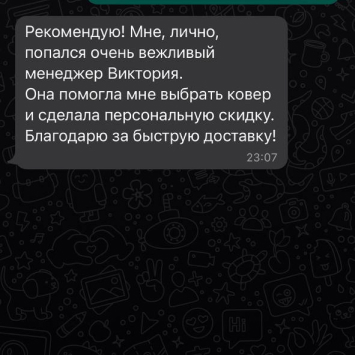 Рекомендую! Мне, лично,
попался очень вежливый
менеджер Виктория.
Она помогла мне выбрать ковер
и сделала персональную скидку.
Благодарю за быструю доставку!
23:07